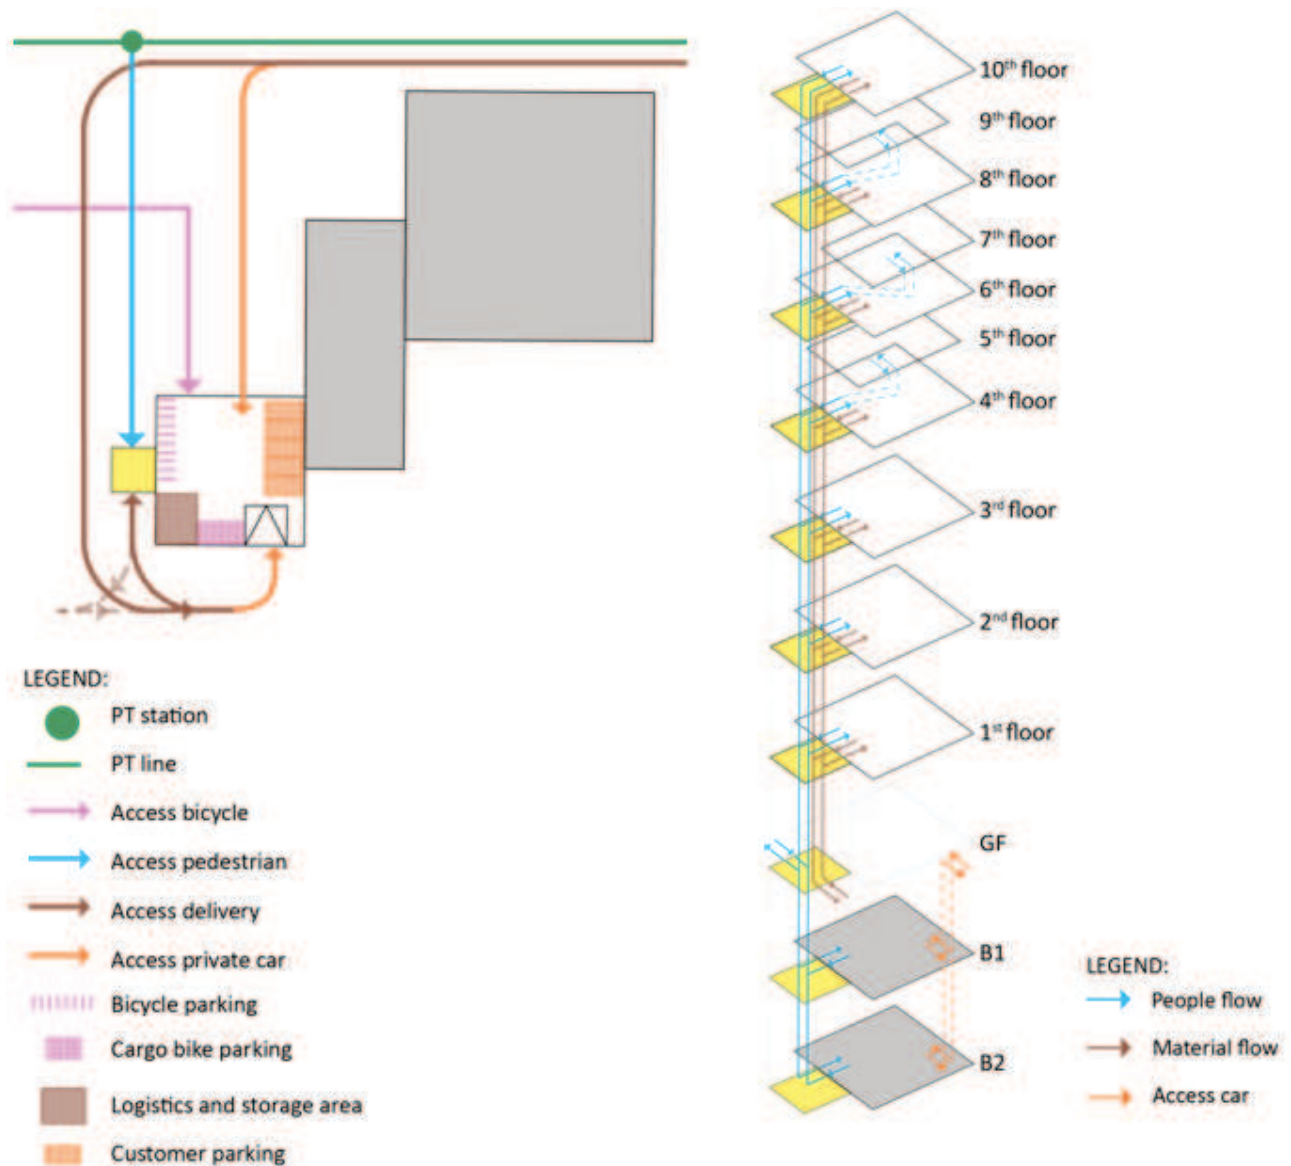 10th floor
9th floor
8th floor
7th floor
6th floor
5th floor
4th floor
3rd floor
2nd floor
1st floor
GF
B1
B2
LEGEND:
PT station
PT line
Access bicycle
Access pedestrian
Access delivery
Access private car
Bicycle parking
Cargo bike parking
Logistics and storage area
Customer parking
LEGEND:
People flow
Material flow
Access car